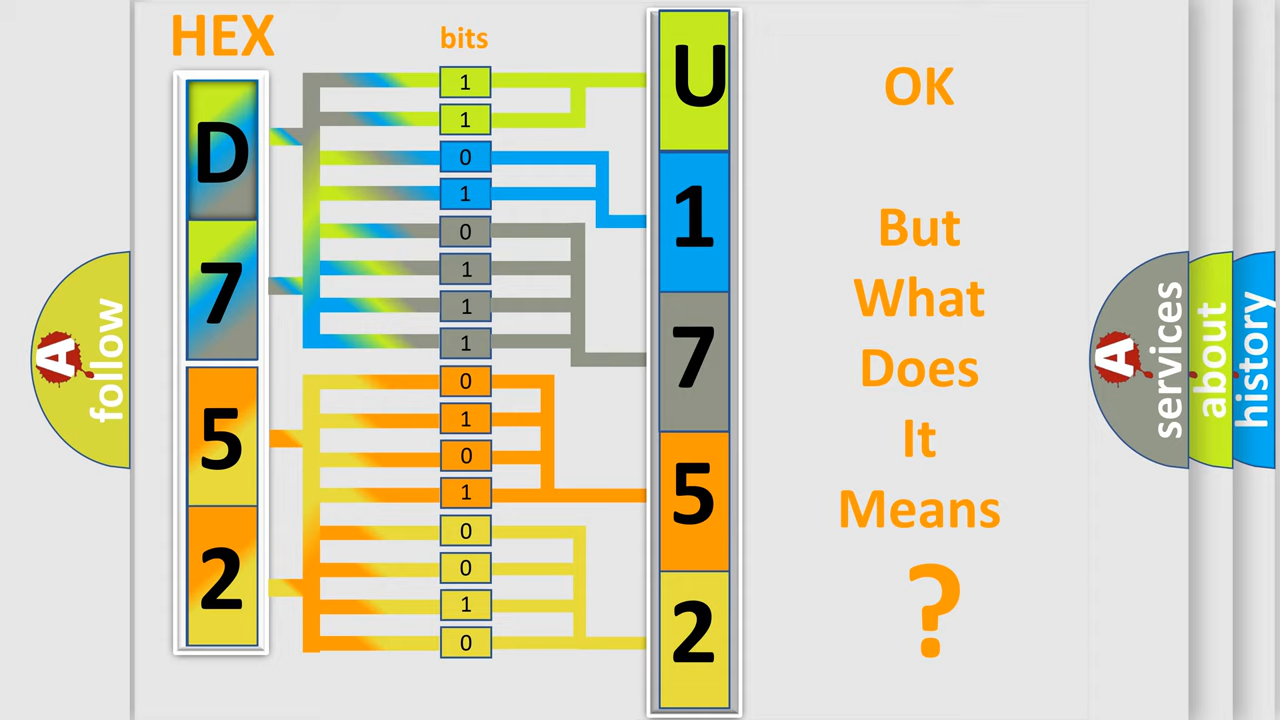 HEX
bits
D
7
5
2
1
1
0
1
0
1
1
1
0
1
0
1
0
0
1
0
U
1
7
5
2
OK
But
What
Does
It
Means
?
A
follow
A
services
about
history